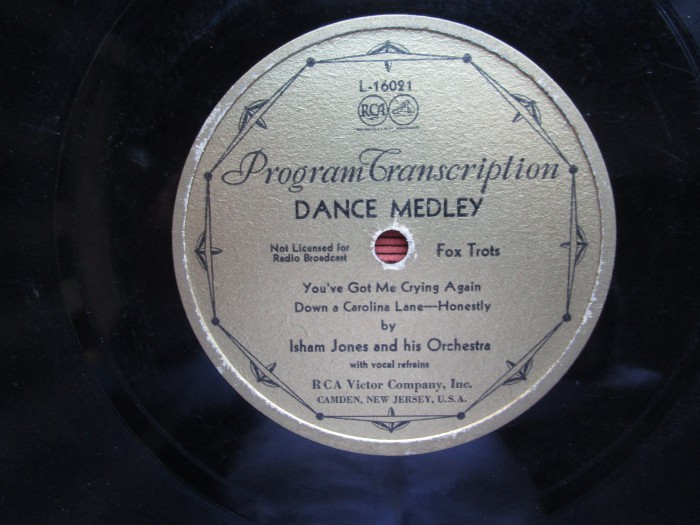 L-16021
RCA
Program Transcription
DANCE MEDLEY
Not Licensed for
Radio Broadcast
Fox Trots
You've Got Me Crying Again
Down a Carolina Lane—Honestly
by
Isham Jones and his Orchestra
with vocal refrains
RCA Victor Company, Inc.
CAMDEN, NEW JERSEY, U.S.A.